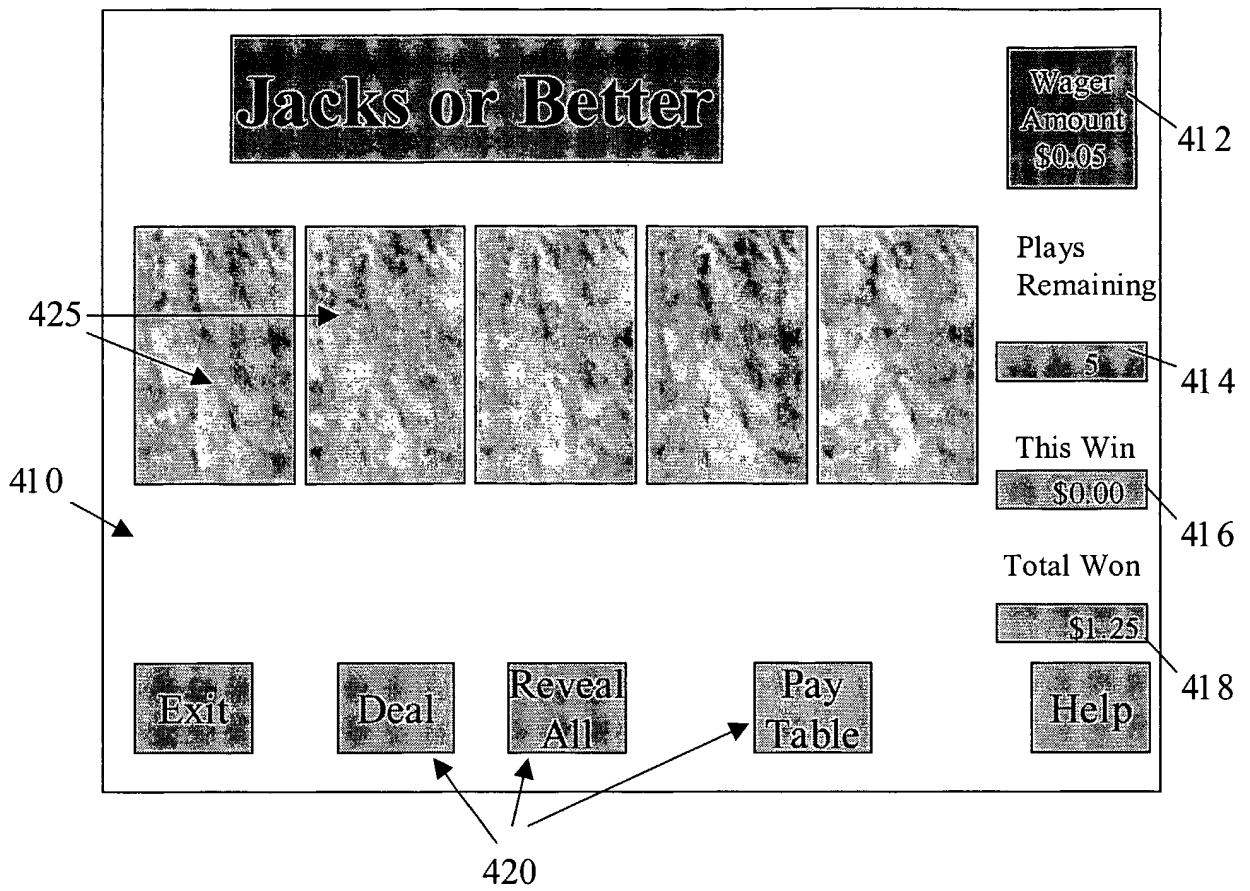 Jacks or Better
Wager
Amount
$0.05
412
Plays
Remaining
425
5
414
This Win
410
$0.00
416
Total Won
$1.25
418
Exit
Deal
Reveal
All
Pay
Table
Help
420